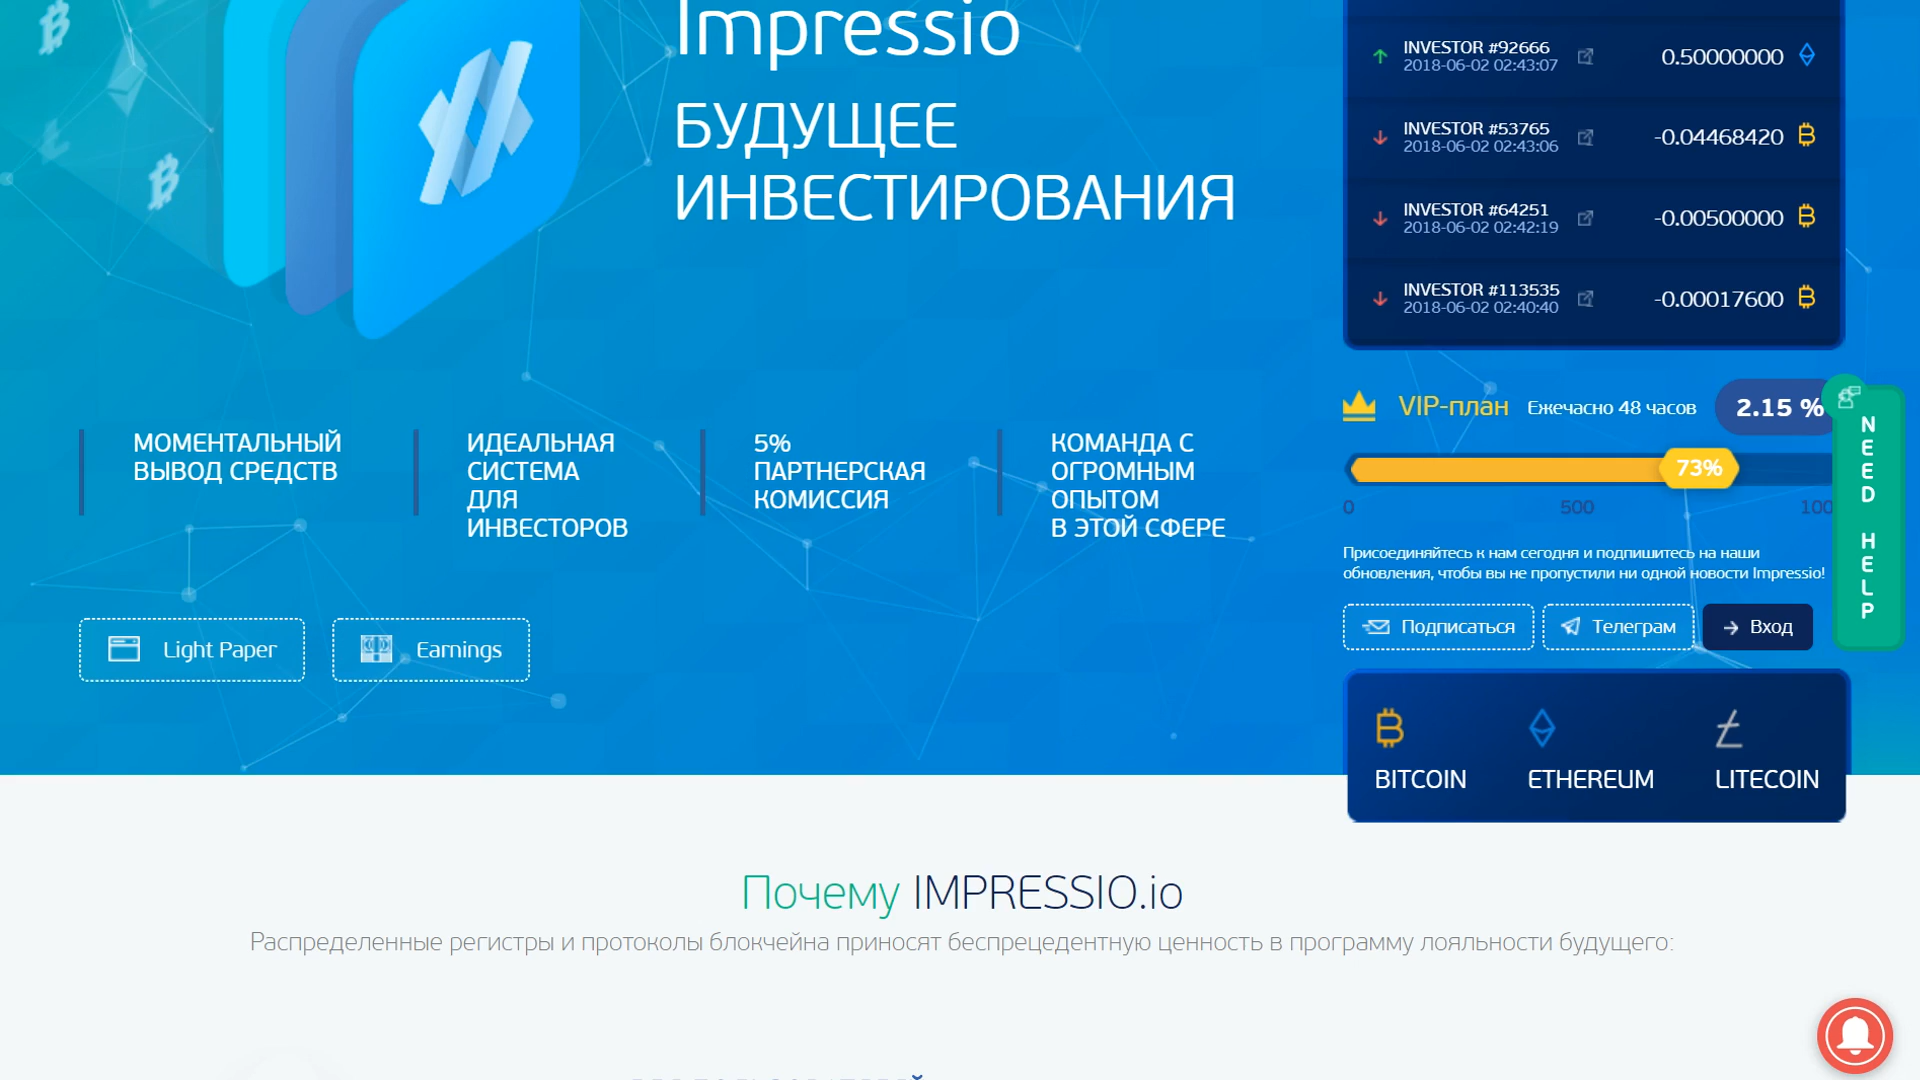 Impressio
БУДУЩЕЕ
ИНВЕСТИРОВАНИЯ
МОМЕНТАЛЬНЫЙ
ВЫВОД СРЕДСТВ
ИДЕАЛЬНАЯ
СИСТЕМА
ДЛЯ
ИНВЕСТОРОВ
5%
ПАРТНЕРСКАЯ
КОМИССИЯ
КОМАНДА С
ОГРОМНЫМ
ОПЫТОМ
В ЭТОЙ СФЕРЕ
Light Paper
Earnings
INVESTOR #92666
2018-06-02 02:43:07
0.50000000
INVESTOR #53765
2018-06-02 02:43:06
-0.04468420
INVESTOR #64251
2018-06-02 02:42:19
-0.00500000
INVESTOR #113535
2018-06-02 02:40:40
-0.00017600
VIP-план Ежечасно 48 часов 2.15 %
73%
0 500 100
Присоединяйтесь к нам сегодня и подпишитесь на наши
обновления, чтобы вы не пропустили ни одной новости Impressio!
Подписаться Телеграм Вход
NEED HELP
BITCOIN ETHEREUM LITECOIN
Почему IMPRESSIO.io
Распределенные регистры и протоколы блокчейна приносят беспрецедентную ценность в программу лояльности будущего: